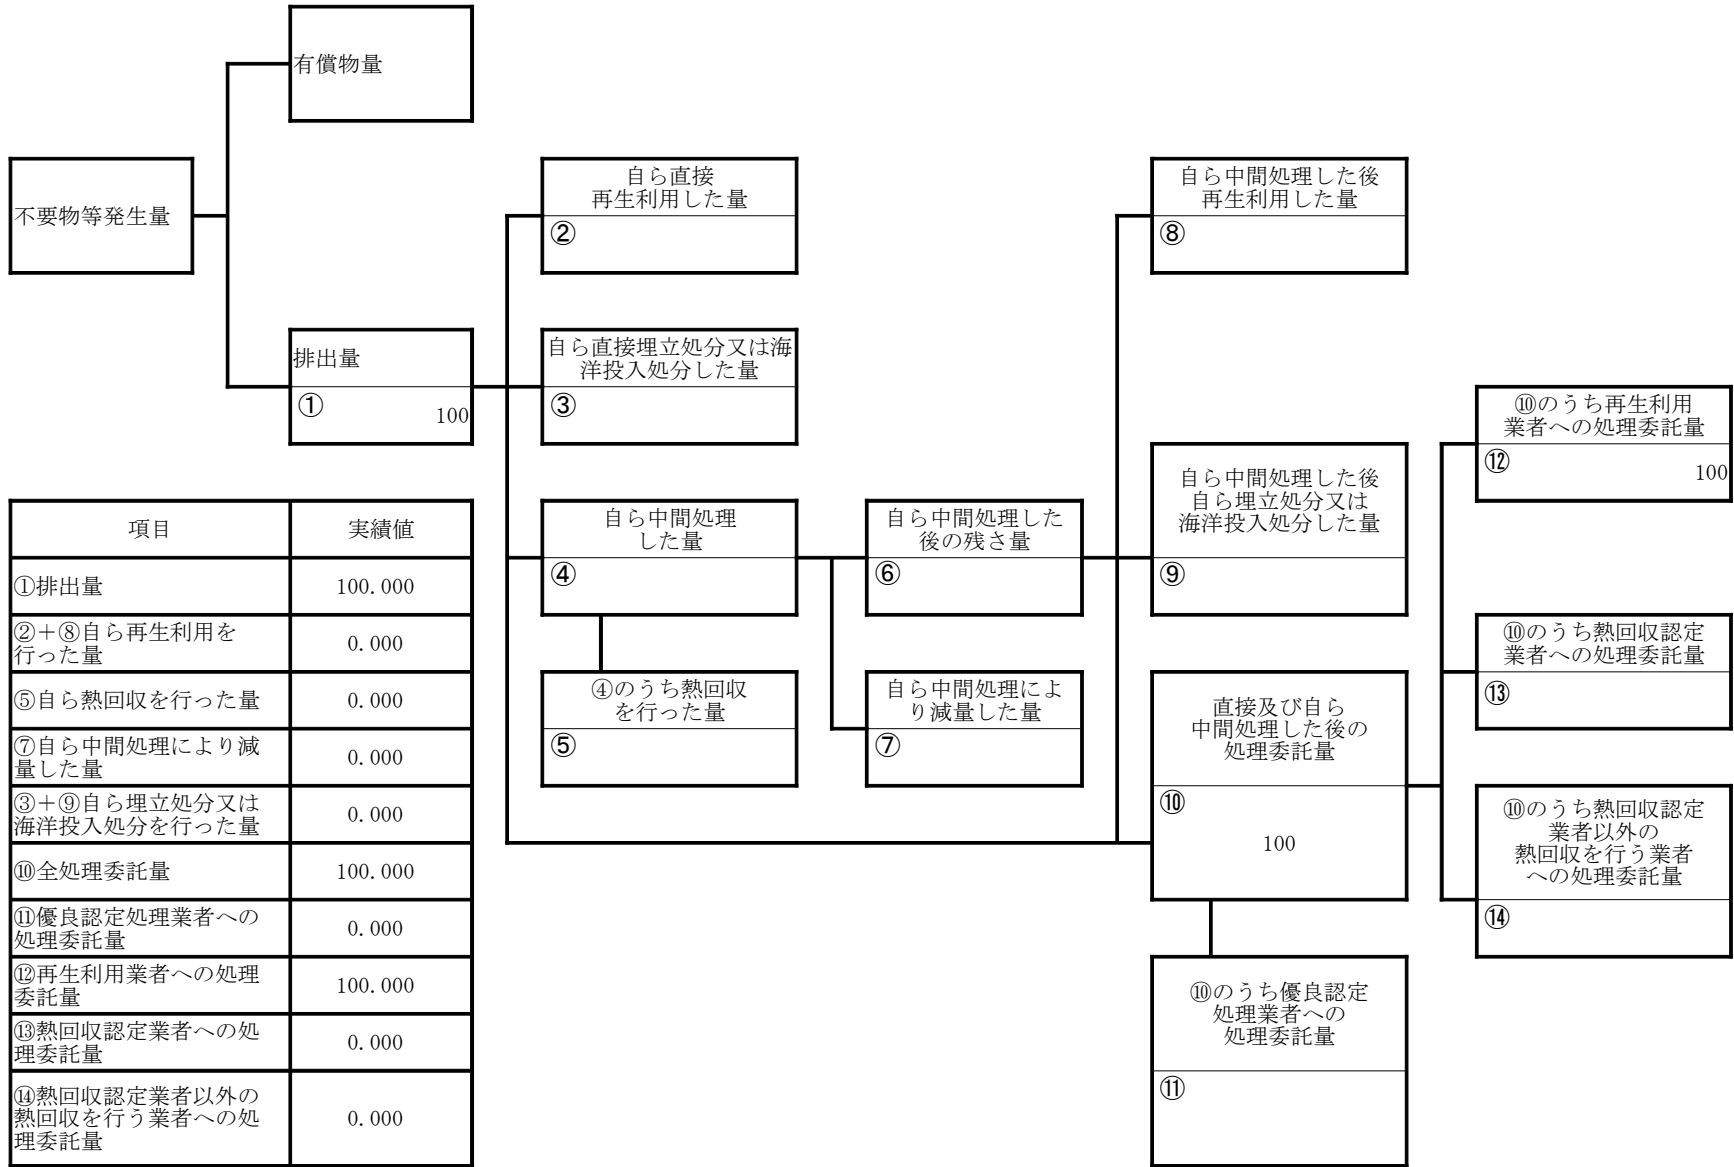 有償物量
不要物等発生量
自ら直接
再生利用した量
②
自ら中間処理した後
再生利用した量
⑧
排出量
①
100
自ら直接埋立処分又は海
洋投入処分した量
③
⑩のうち再生利用
業者への処理委託量
⑫
100
自ら中間処理
した量
④
自ら中間処理した
後の残さ量
⑥
自ら中間処理した後
自ら埋立処分又は
海洋投入処分した量
⑨
⑩のうち熱回収認定
業者への処理委託量
⑬
④のうち熱回収
を行った量
⑤
自ら中間処理によ
り減量した量
⑦
直接及び自ら
中間処理した後の
処理委託量
⑩
100
⑩のうち熱回収認定
業者以外の
熱回収を行う業者
への処理委託量
⑭
⑩のうち優良認定
処理業者への
処理委託量
⑪
項目 実績値
①排出量 100.000
②＋⑧自ら再生利用を
行った量 0.000
⑤自ら熱回収を行った量 0.000
⑦自ら中間処理により減
量した量 0.000
③＋⑨自ら埋立処分又は
海洋投入処分を行った量 0.000
⑩全処理委託量 100.000
⑪優良認定処理業者への
処理委託量 0.000
⑫再生利用業者への処理
委託量 100.000
⑬熱回収認定業者への処
理委託量 0.000
⑭熱回収認定業者以外の
熱回収を行う業者への処
理委託量 0.000